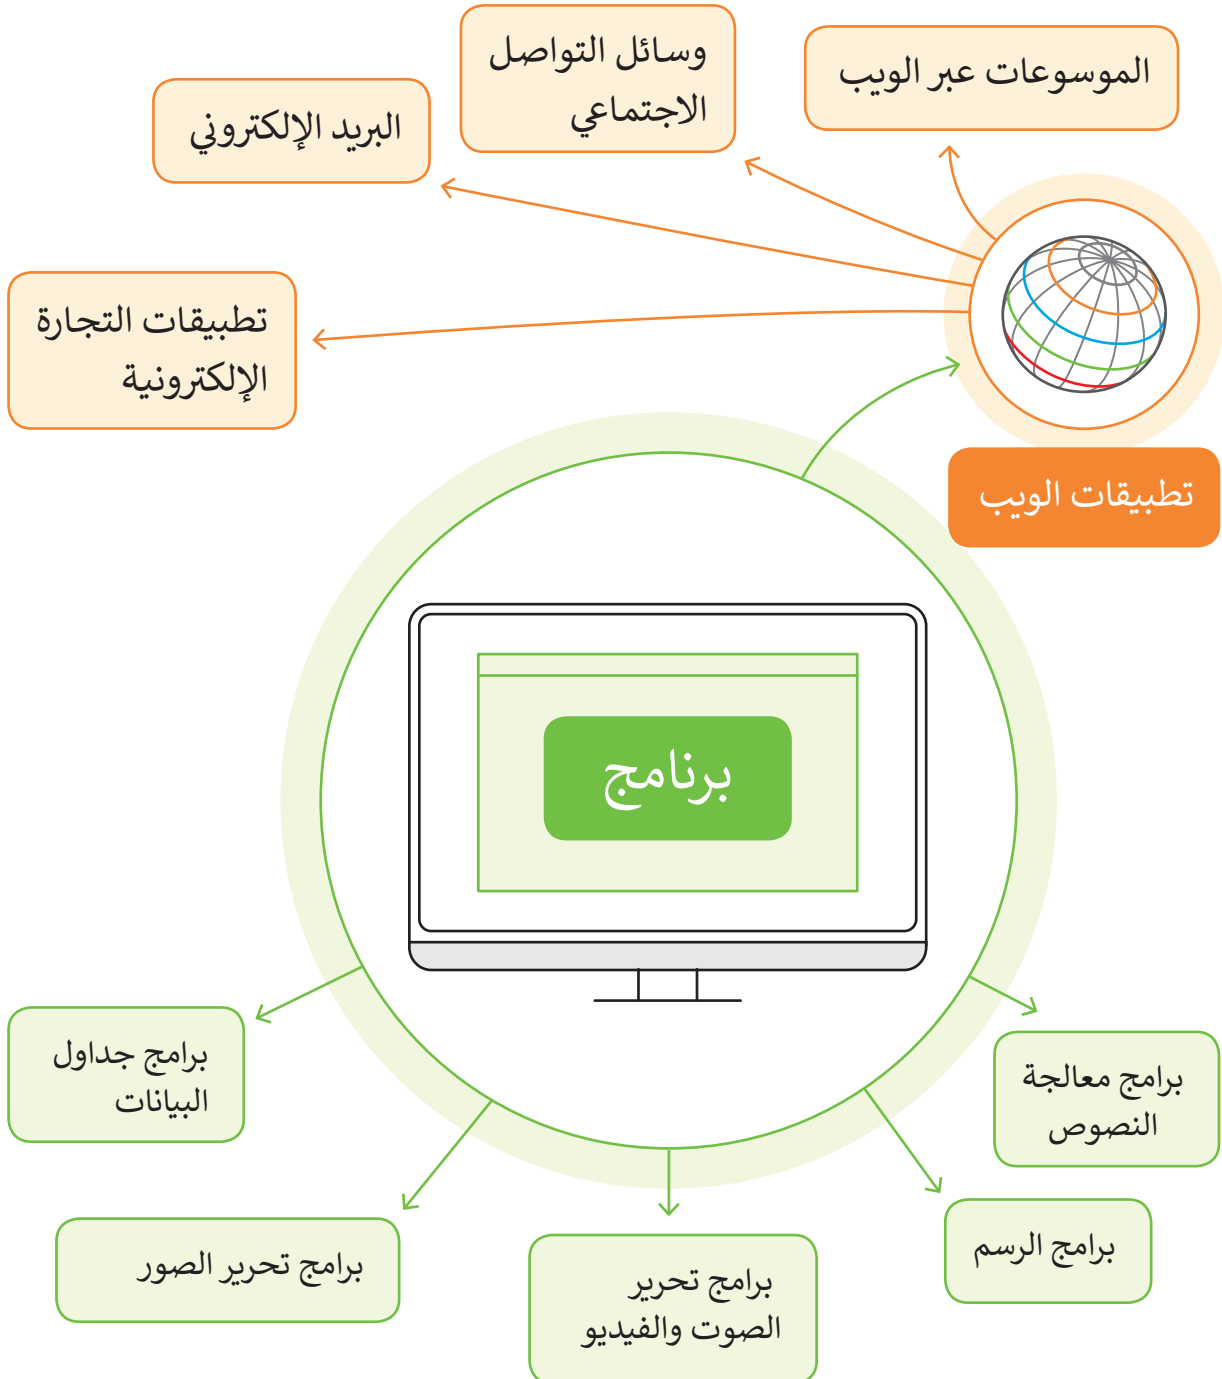 الموسوعات عبر الويب
وسائل التواصل
الاجتماعي
البريد الإلكتروني
تطبيقات التجارة
الإلكترونية
تطبيقات الويب
برنامج
برامج معالجة
النصوص
برامج الرسم
برامج تحرير
الصوت والفيديو
برامج تحرير الصور
برامج جداول
البيانات